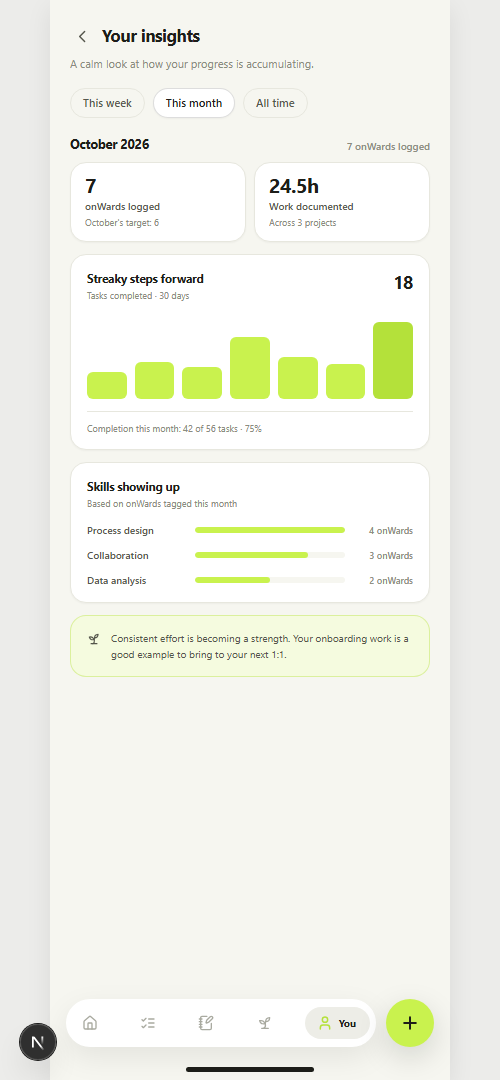 Your insights
A calm look at how your progress is accumulating.
This week
This month
All time
October 2026
7 onWards logged
7
onWards logged
October's target: 6
24.5h
Work documented
Across 3 projects
Streaky steps forward
Tasks completed · 30 days
18
Completion this month: 42 of 56 tasks · 75%
Skills showing up
Based on onWards tagged this month
Process design
4 onWards
Collaboration
3 onWards
Data analysis
2 onWards
Consistent effort is becoming a strength. Your onboarding work is a
good example to bring to your next 1:1.
N
You